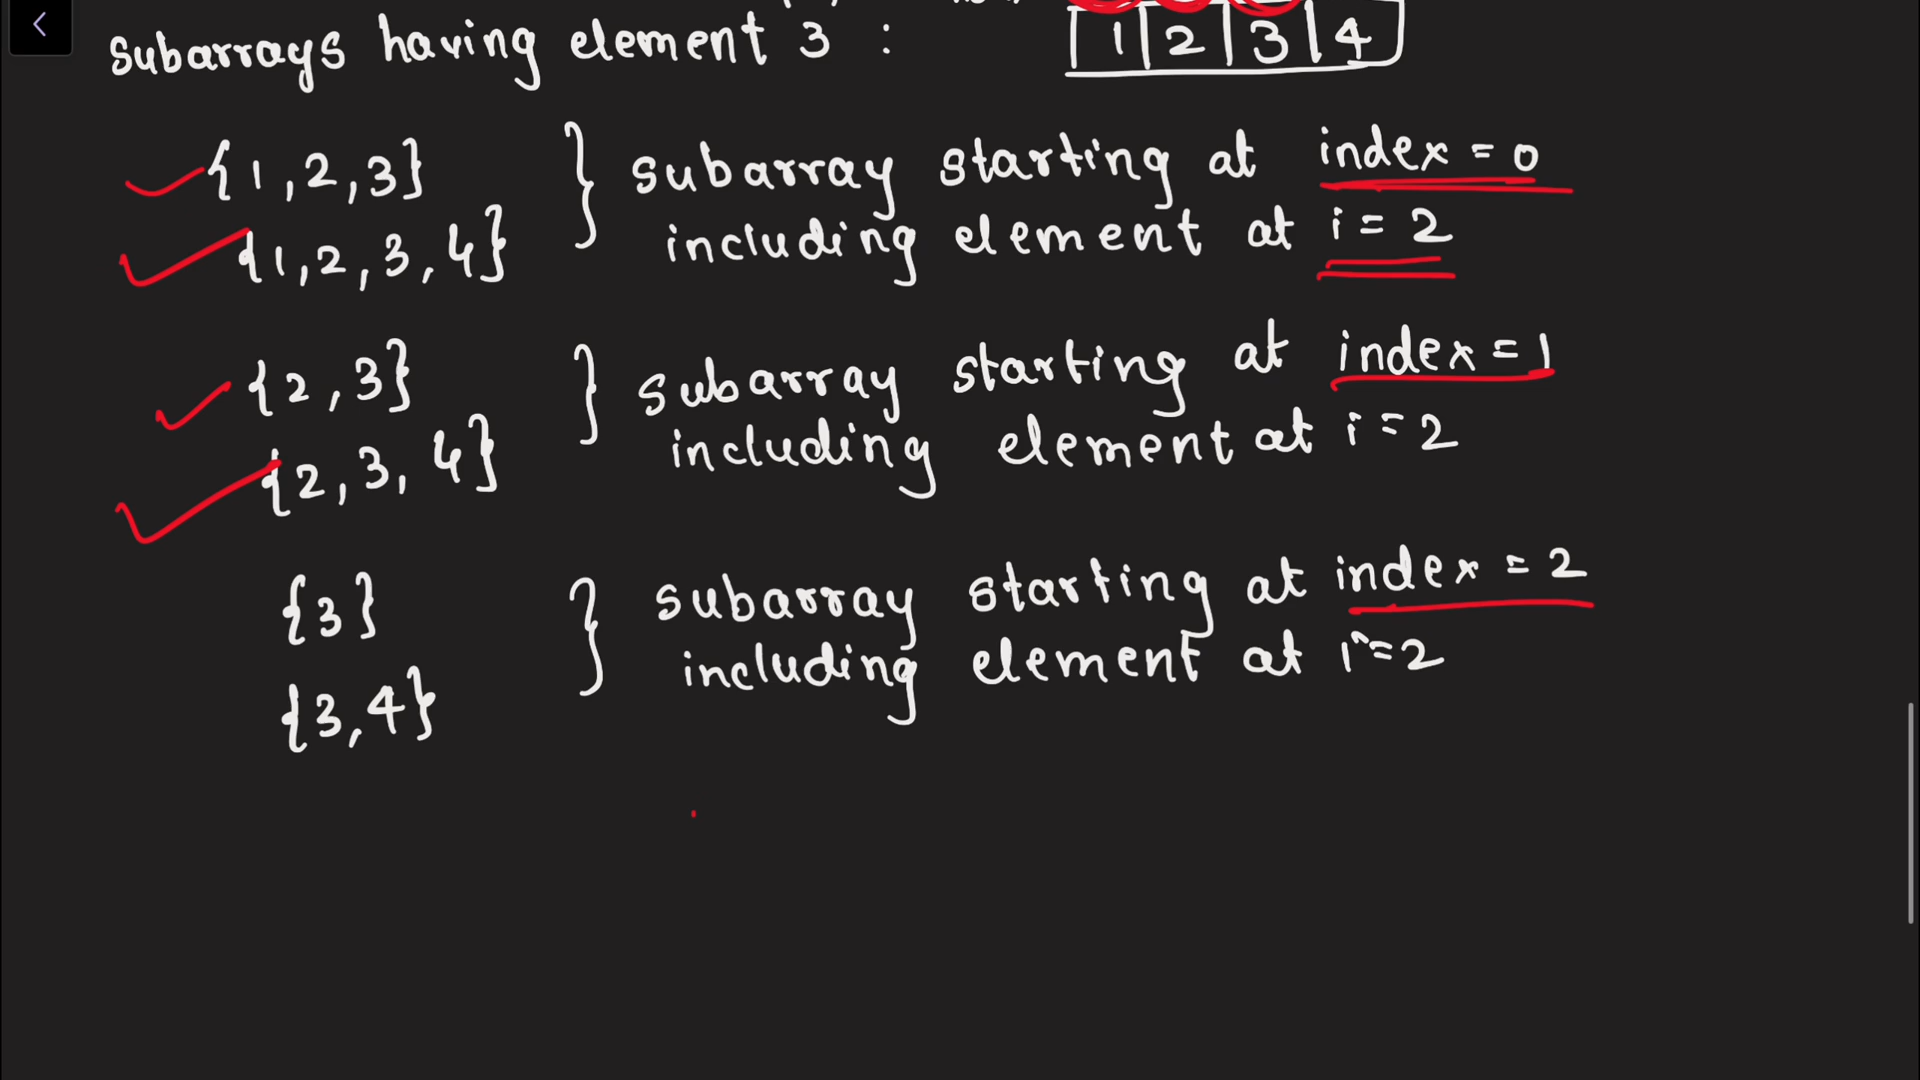 subarrays having element 3 : 1 2 3 4
{1,2,3} } subarray starting at index = 0
{1,2,3,4} including element at i = 2
{2,3} } subarray starting at index = 1
{2,3,4} including element at i = 2
{3} } subarray starting at index = 2
{3,4} including element at i = 2